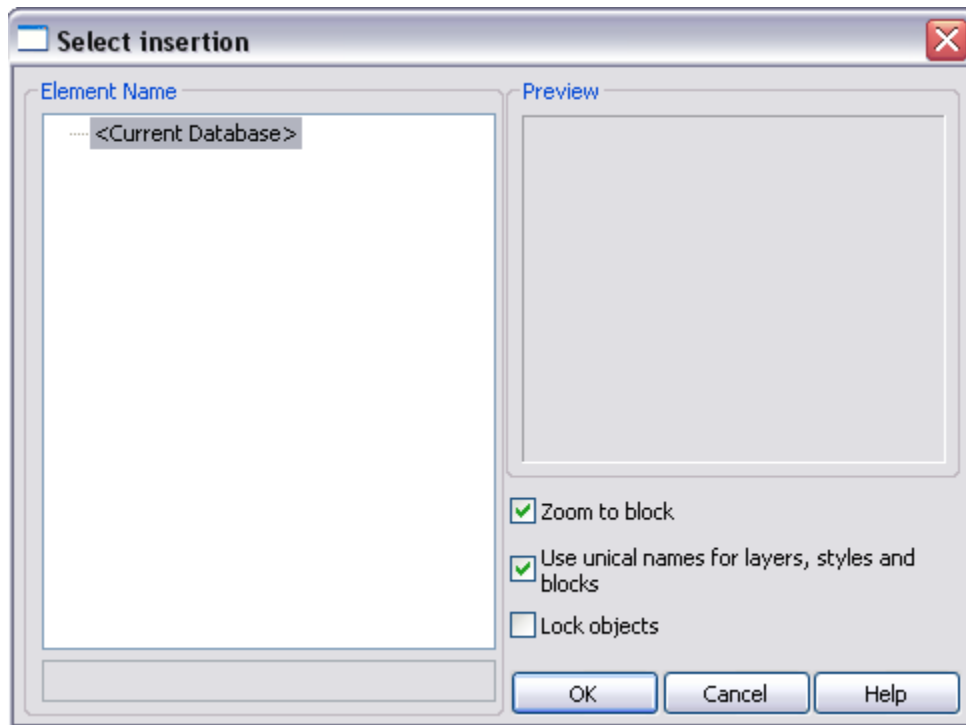 Select insertion
Element Name
<Current Database>
Preview
Zoom to block
Use unical names for layers, styles and
blocks
Lock objects
OK
Cancel
Help